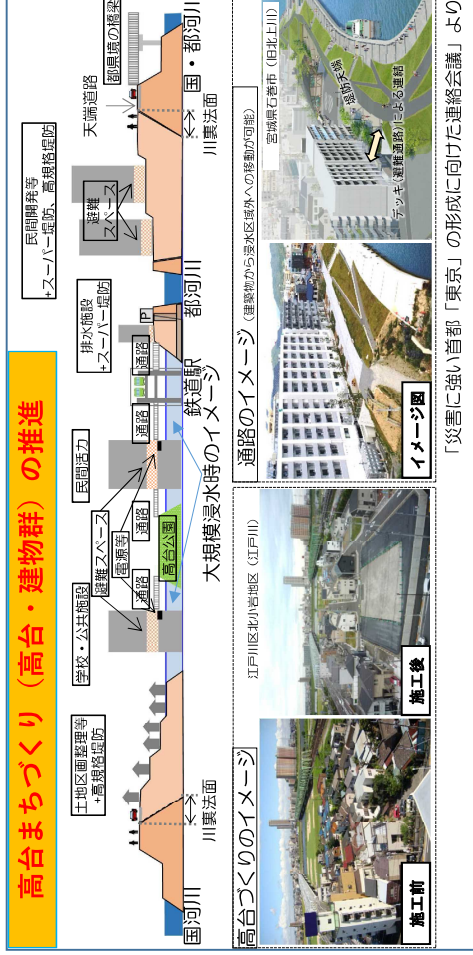 高台まちづくり（高台・建物群）の推進
土地区画整理等
+高規格堤防
学校・公共施設
避難スペース
電源等
民間活力
排水施設
+スーパー堤防
民間開発等
+スーパー堤防、高規格堤防
避難
スペース
都県境の橋梁
天端道路
通路
通路
通路
通路
高台公園
P
鉄道駅
国河川
川裏法面
大規模浸水時のイメージ
都河川
川裏法面
国・都河川
高台づくりのイメージ
江戸川区北小岩地区（江戸川）
施工前
施工後
通路のイメージ（建築物から浸水区域外への移動が可能）
イメージ図
宮城県石巻市（旧北上川）
堤防天端
デッキ（避難通路）による連結
「災害に強い首都「東京」の形成に向けた連絡会議」より